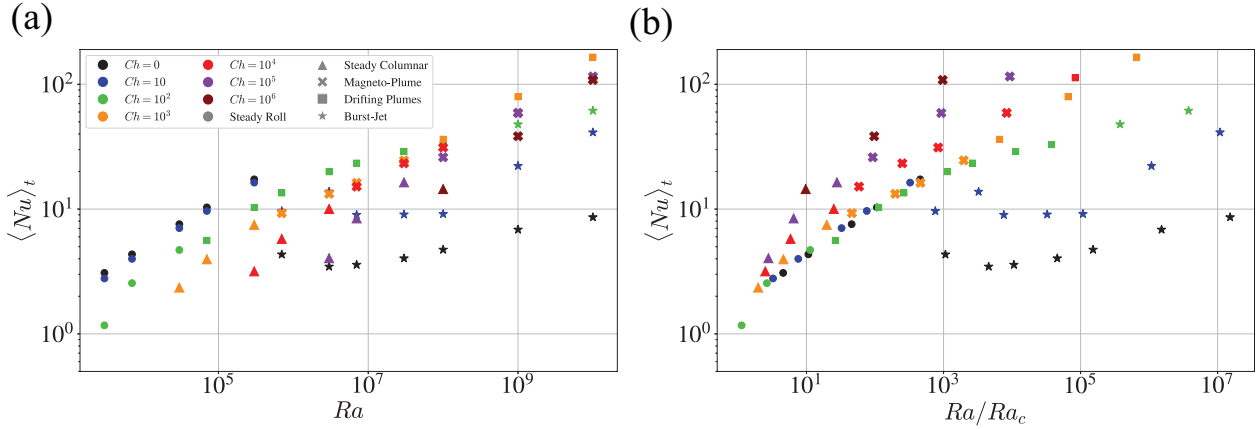 (a)
(b)
Ch = 0
Ch = 10
Ch = 10²
Ch = 10³
Ch = 10⁴
Ch = 10⁵
Ch = 10⁶
Steady Roll
Steady Columnar
Magneto-Plume
Drifting Plumes
Burst-Jet
⟨Nu⟩ₜ
10²
10¹
10⁰
10⁵
10⁷
10⁹
Ra
⟨Nu⟩ₜ
10²
10¹
10⁰
10¹
10³
10⁵
10⁷
Ra/Ra_c